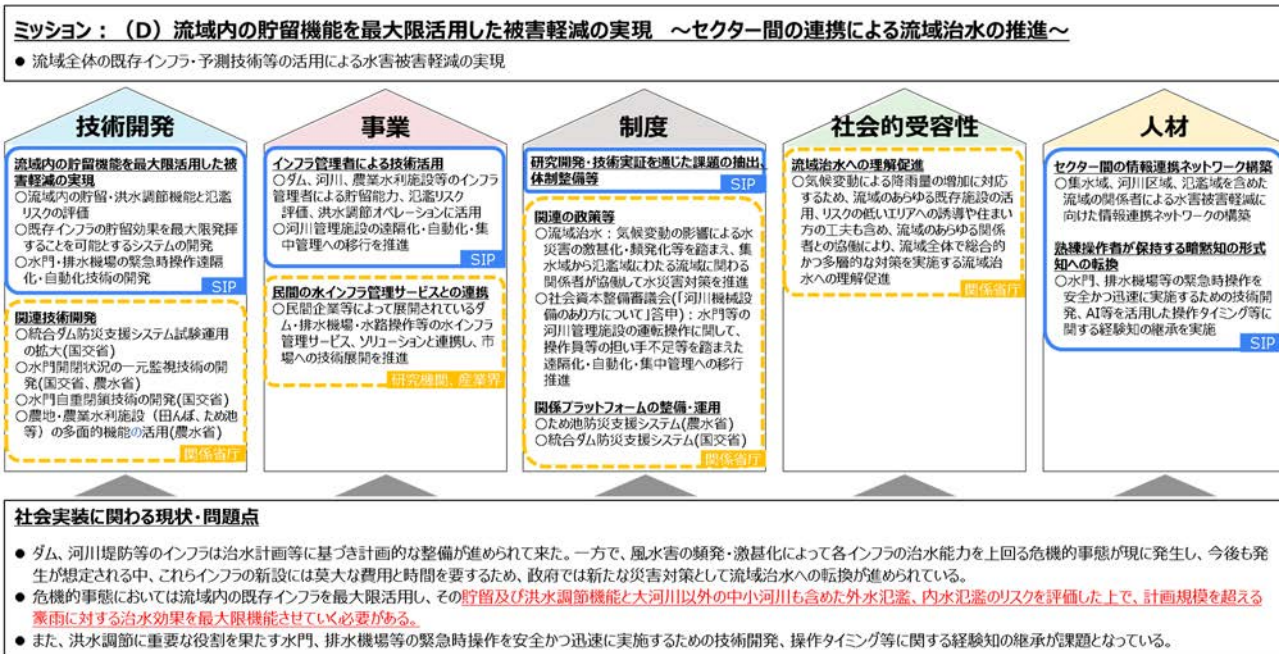 ミッション：（D）流域内の貯留機能を最大限活用した被害軽減の実現　～セクター間の連携による流域治水の推進～
● 流域全体の既存インフラ・予測技術等の活用による水害被害軽減の実現
技術開発
流域内の貯留機能を最大限活用した被
害軽減の実現
○流域内の貯留・洪水調節機能と氾濫
リスクの評価
○既存インフラの貯留効果を最大限発揮
することを可能とするシステムの開発
○水門・排水機場の緊急時操作遠隔
化・自動化技術の開発
SIP
関連技術開発
○統合ダム防災支援システム試験運用
の拡大(国交省)
○水門開閉状況の一元監視技術の開
発(国交省、農水省)
○水門自重閉鎖技術の開発(国交省)
○農地・農業水利施設（田んぼ、ため池
等）の多面的機能の活用(農水省)
関係省庁
事業
インフラ管理者による技術活用
○ダム、河川、農業水利施設等のインフラ
管理者による貯留能力、氾濫リスク
評価、洪水調節オペレーションに活用
○河川管理施設の遠隔化・自動化・集
中管理への移行を推進
SIP
民間の水インフラ管理サービスとの連携
○民間企業等によって展開されているダ
ム・排水機場・水路操作等の水インフラ
管理サービス、ソリューションと連携し、市
場への技術展開を推進
研究機関、産業界
制度
研究開発・技術実証を通じた課題の抽出、
体制整備等
SIP
関連の政策等
○流域治水：気候変動の影響による水
災害の激甚化・頻発化等を踏まえ、集
水域から氾濫域にわたる流域に関わる
関係者が協働して水災害対策を推進
○社会資本整備審議会(「河川機械設
備のあり方について」答申)：水門等の
河川管理施設の運転操作に関して、
操作員等の担い手不足等を踏まえた
遠隔化・自動化・集中管理への移行
推進
関係プラットフォームの整備・運用
○ため池防災支援システム(農水省)
○統合ダム防災支援システム(国交省)
関係省庁
社会的受容性
流域治水への理解促進
○気候変動による降雨量の増加に対応
するため、流域のあらゆる既存施設の活
用、リスクの低いエリアへの誘導や住まい
方の工夫も含め、流域のあらゆる関係
者との協働により、流域全体で総合的
かつ多層的な対策を実施する流域治
水への理解促進
関係省庁
人材
セクター間の情報連携ネットワーク構築
○集水域、河川区域、氾濫域を含めた
流域の関係者による水害被害軽減に
向けた情報連携ネットワークの構築
熟練操作者が保持する暗黙知の形式
知への転換
○水門、排水機場等の緊急時操作を
安全かつ迅速に実施するための技術開
発、AI等を活用した操作タイミング等に
関する経験知の継承を実施
SIP
社会実装に関わる現状・問題点
● ダム、河川堤防等のインフラは治水計画等に基づき計画的な整備が進められて来た。一方で、風水害の頻発・激甚化によって各インフラの治水能力を上回る危機的事態が現に発生し、今後も発
生が想定される中、これらインフラの新設には莫大な費用と時間を要するため、政府では新たな災害対策として流域治水への転換が進められている。
● 危機的事態においては流域内の既存インフラを最大限活用し、その貯留及び洪水調節機能と大河川以外の中小河川も含めた外水氾濫、内水氾濫のリスクを評価した上で、計画規模を超える
豪雨に対する治水効果を最大限機能させていく必要がある。
● また、洪水調節に重要な役割を果たす水門、排水機場等の緊急時操作を安全かつ迅速に実施するための技術開発、操作タイミング等に関する経験知の継承が課題となっている。